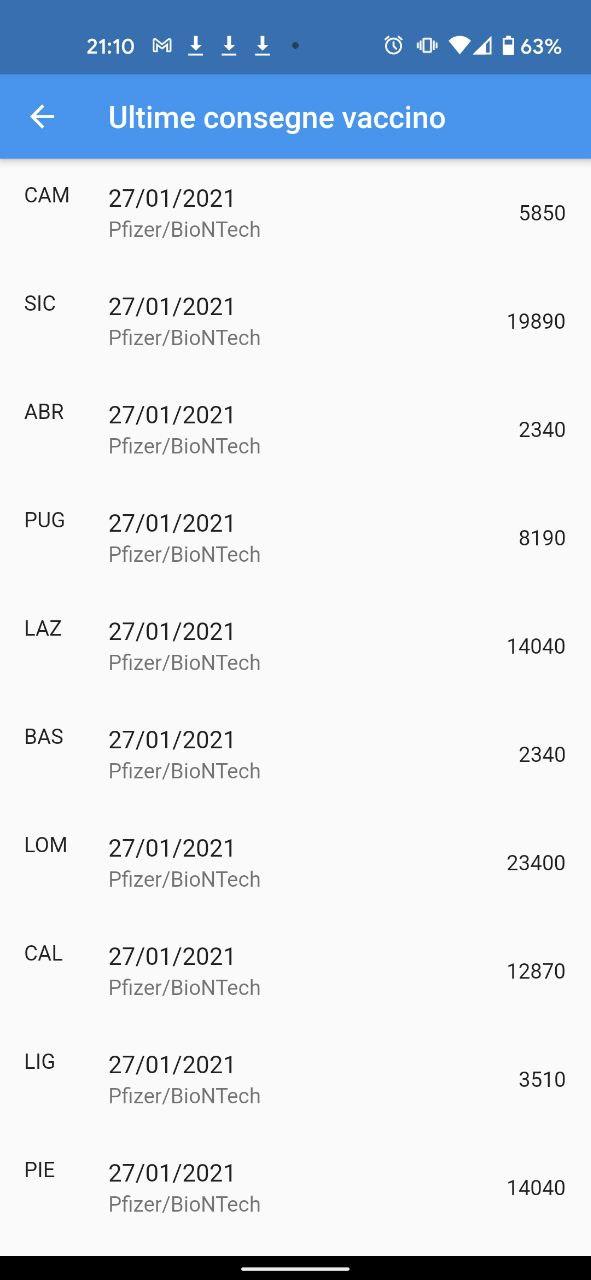 21:10 63%
Ultime consegne vaccino
CAM 27/01/2021 5850
Pfizer/BioNTech
SIC 27/01/2021 19890
Pfizer/BioNTech
ABR 27/01/2021 2340
Pfizer/BioNTech
PUG 27/01/2021 8190
Pfizer/BioNTech
LAZ 27/01/2021 14040
Pfizer/BioNTech
BAS 27/01/2021 2340
Pfizer/BioNTech
LOM 27/01/2021 23400
Pfizer/BioNTech
CAL 27/01/2021 12870
Pfizer/BioNTech
LIG 27/01/2021 3510
Pfizer/BioNTech
PIE 27/01/2021 14040
Pfizer/BioNTech